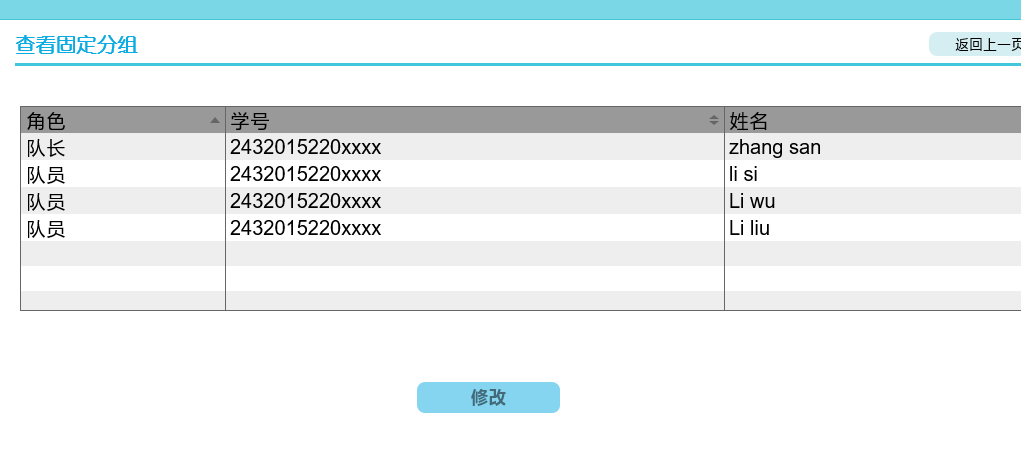 查看固定分组
返回上一页
角色 学号 姓名
队长 2432015220xxxx zhang san
队员 2432015220xxxx li si
队员 2432015220xxxx Li wu
队员 2432015220xxxx Li liu
修改